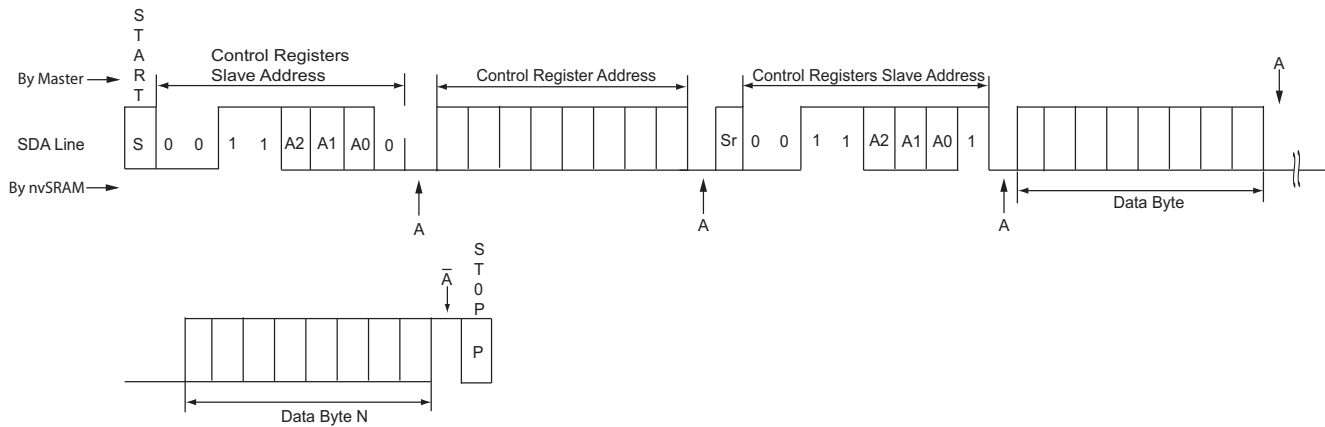 START
Control Registers
Slave Address
By Master
Control Register Address
Control Registers Slave Address
A
SDA Line
S 0 0 1 1 A2 A1 A0 0
Sr 0 0 1 1 A2 A1 A0 1
By nvSRAM
A
A
A
Data Byte
A̅
ST0P
P
Data Byte N